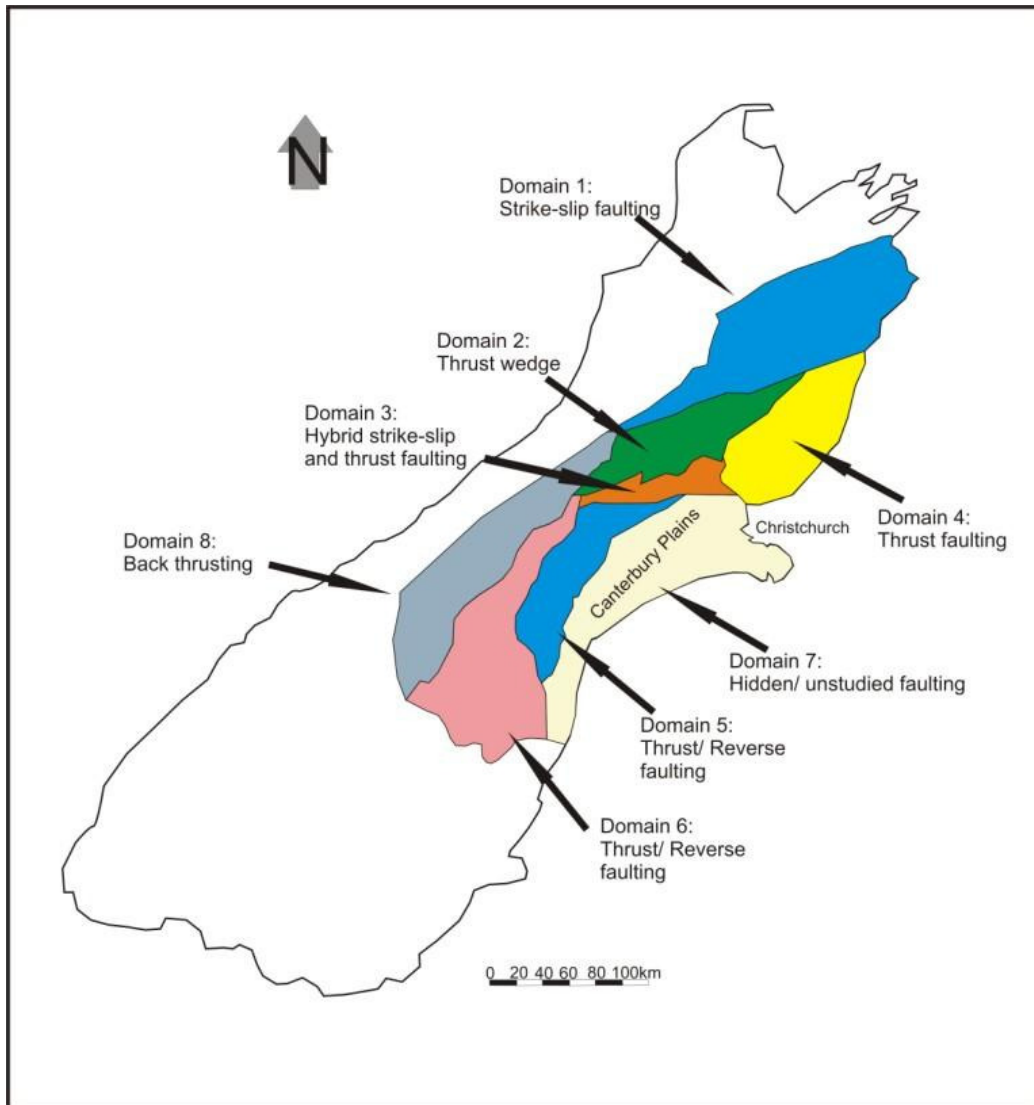 N
Domain 1:
Strike-slip faulting
Domain 2:
Thrust wedge
Domain 3:
Hybrid strike-slip
and thrust faulting
Domain 8:
Back thrusting
Canterbury Plains
Christchurch
Domain 4:
Thrust faulting
Domain 7:
Hidden/ unstudied faulting
Domain 5:
Thrust/ Reverse
faulting
Domain 6:
Thrust/ Reverse
faulting
0 20 40 60 80 100km